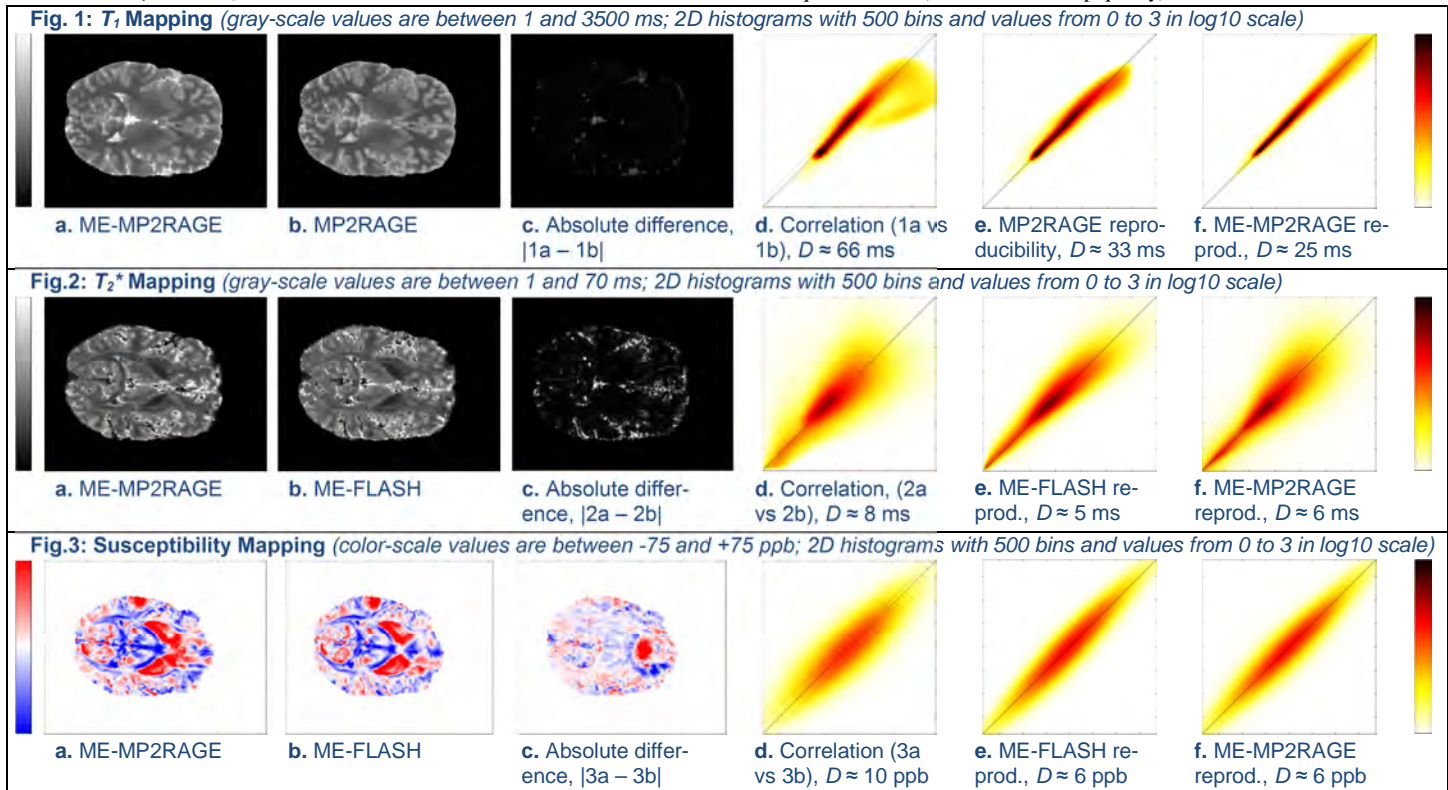 Fig. 1: T1 Mapping (gray-scale values are between 1 and 3500 ms; 2D histograms with 500 bins and values from 0 to 3 in log10 scale)
a. ME-MP2RAGE
b. MP2RAGE
c. Absolute difference,
|1a – 1b|
d. Correlation (1a vs
1b), D ≈ 66 ms
e. MP2RAGE repro-
ducibility, D ≈ 33 ms
f. ME-MP2RAGE re-
prod., D ≈ 25 ms
Fig.2: T2* Mapping (gray-scale values are between 1 and 70 ms; 2D histograms with 500 bins and values from 0 to 3 in log10 scale)
a. ME-MP2RAGE
b. ME-FLASH
c. Absolute differ-
ence, |2a – 2b|
d. Correlation, (2a
vs 2b), D ≈ 8 ms
e. ME-FLASH re-
prod., D ≈ 5 ms
f. ME-MP2RAGE
reprod., D ≈ 6 ms
Fig.3: Susceptibility Mapping (color-scale values are between -75 and +75 ppb; 2D histograms with 500 bins and values from 0 to 3 in log10 scale)
a. ME-MP2RAGE
b. ME-FLASH
c. Absolute differ-
ence, |3a – 3b|
d. Correlation (3a
vs 3b), D ≈ 10 ppb
e. ME-FLASH re-
prod., D ≈ 6 ppb
f. ME-MP2RAGE
reprod., D ≈ 6 ppb